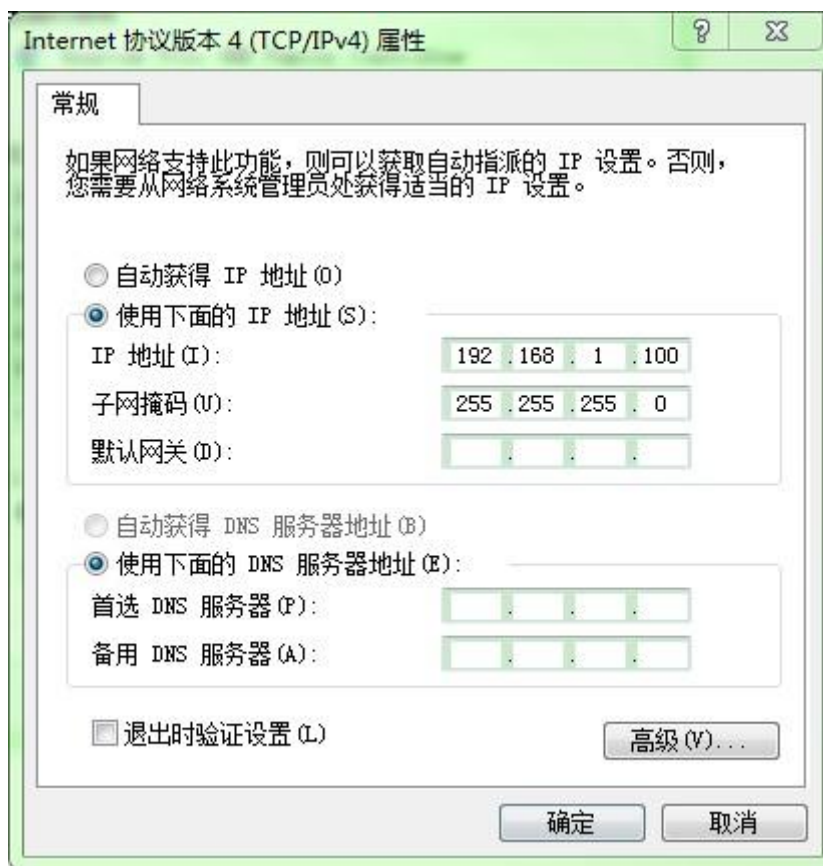 Internet 协议版本 4 (TCP/IPv4) 属性
常规
如果网络支持此功能，则可以获取自动指派的 IP 设置。否则，
您需要从网络系统管理员处获得适当的 IP 设置。
自动获得 IP 地址(O)
使用下面的 IP 地址(S):
IP 地址(I): 192 .168 . 1 .100
子网掩码(U): 255 .255 .255 . 0
默认网关(D): . . .
自动获得 DNS 服务器地址(B)
使用下面的 DNS 服务器地址(E):
首选 DNS 服务器(P): . . .
备用 DNS 服务器(A): . . .
退出时验证设置(L)
高级(V)...
确定 取消